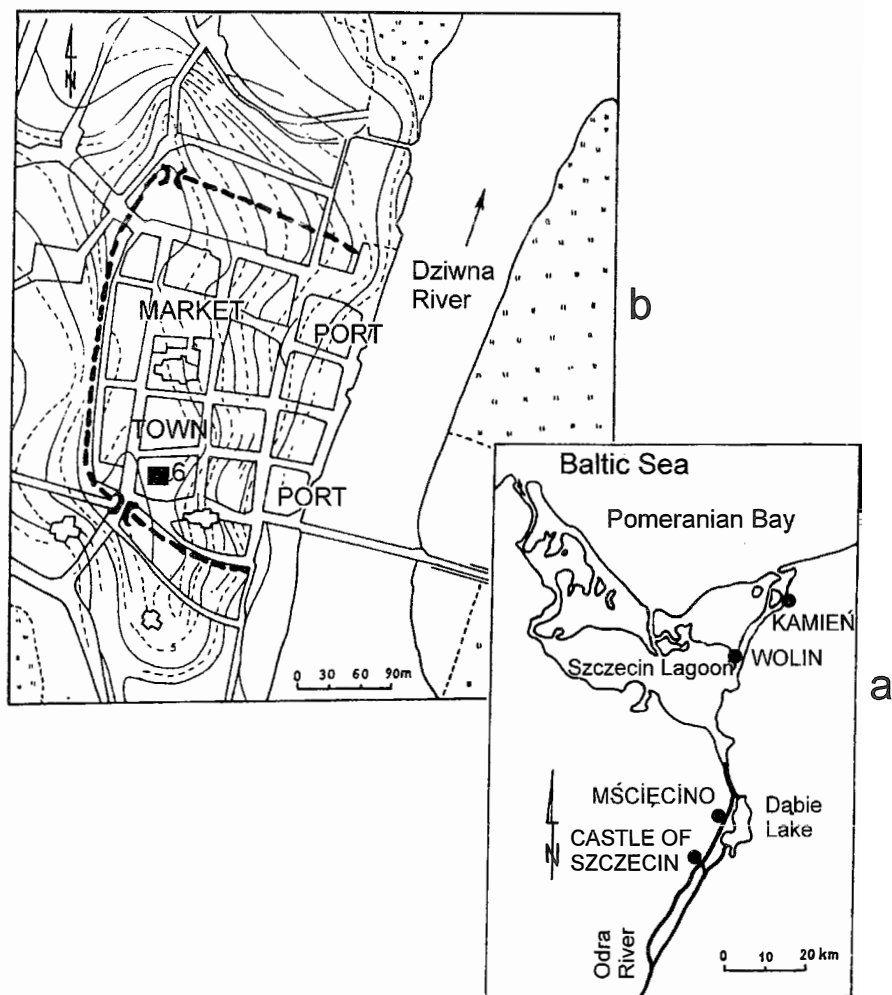 N
Dziwna
River
b
MARKET
PORT
TOWN
6
PORT
5
0 30 60 90m
Baltic Sea
Pomeranian Bay
KAMIEŃ
WOLIN
Szczecin Lagoon
a
MŚCIĘCINO
Dąbie
Lake
N
CASTLE OF
SZCZECIN
Odra
River
0 10 20 km